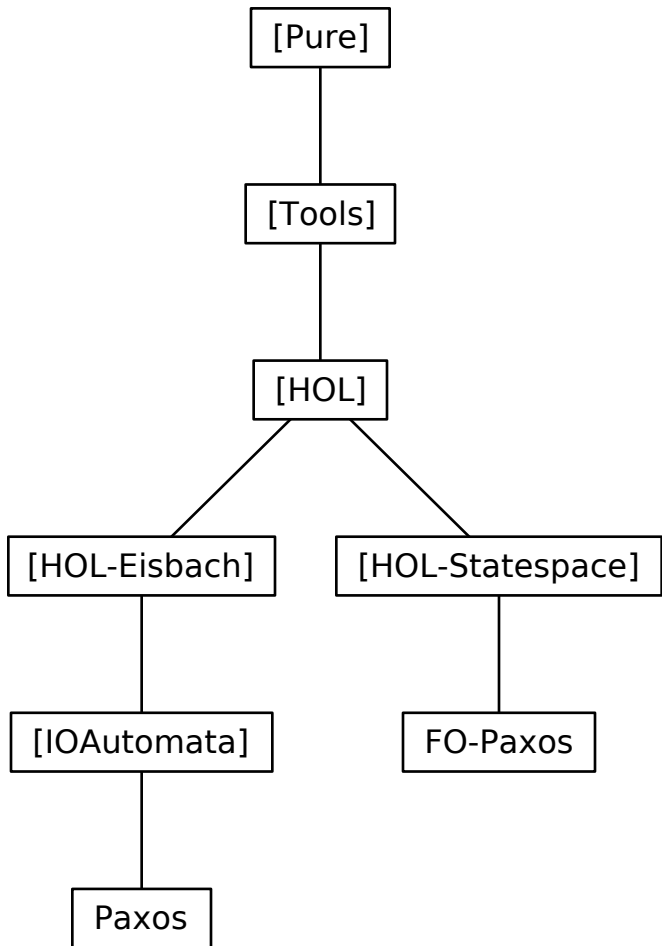 [Pure]
[Tools]
[HOL]
[HOL-Eisbach]
[HOL-Statespace]
[IOAutomata]
FO-Paxos
Paxos